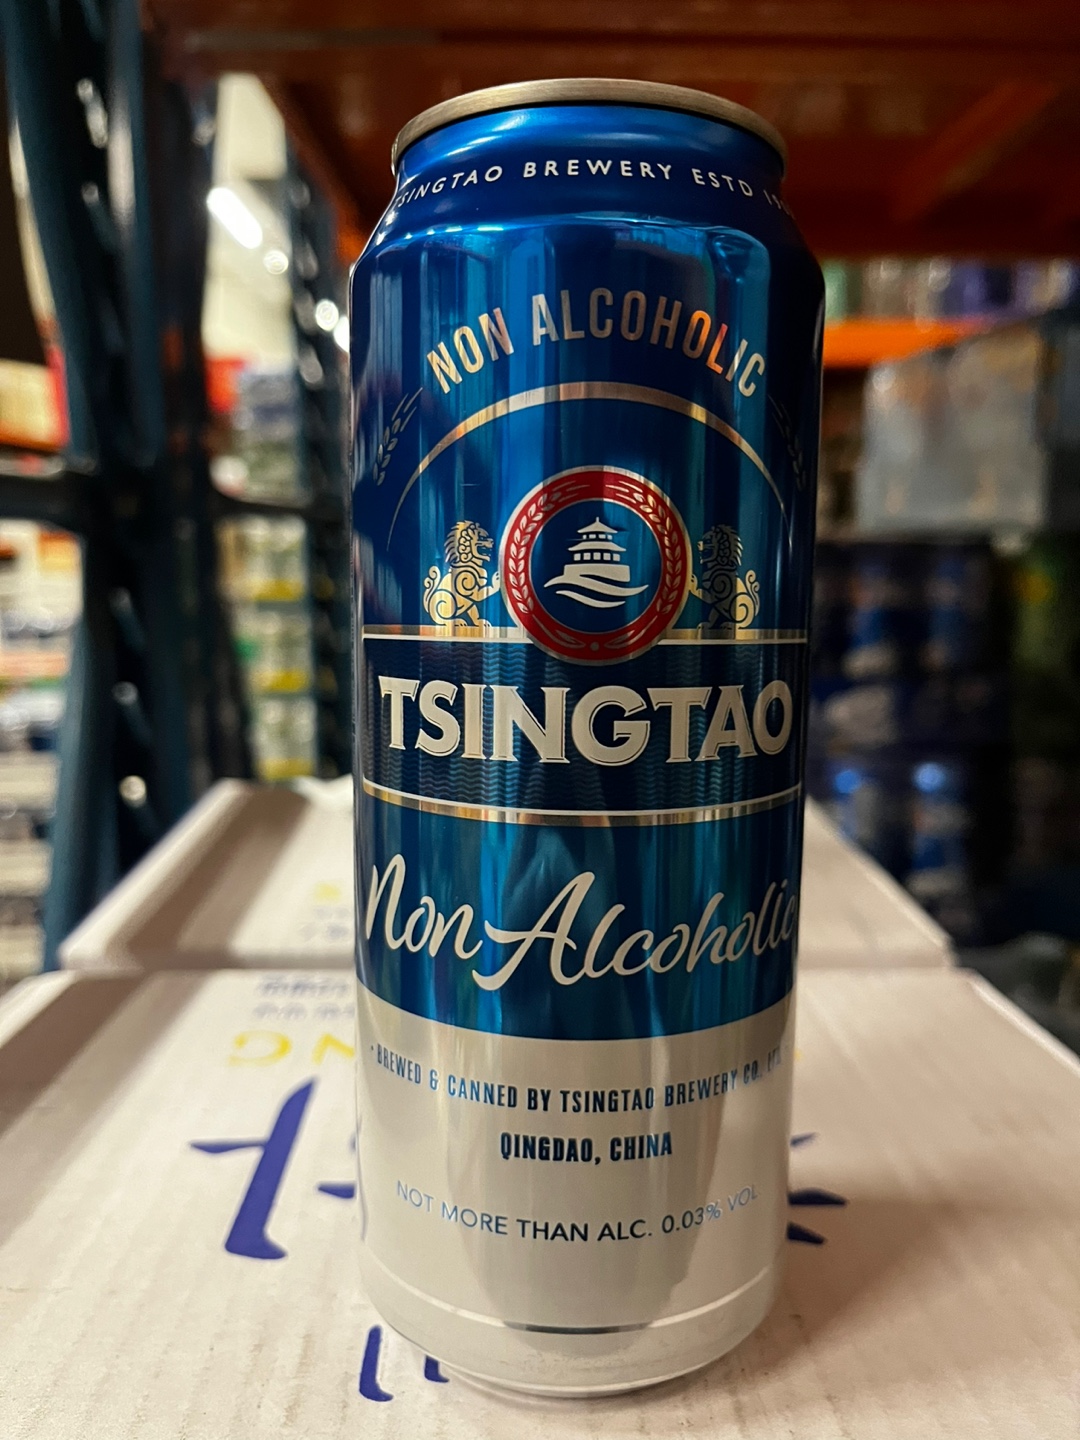 TSINGTAO BREWERY ESTD
NON ALCOHOLIC
TSINGTAO
Non Alcoholic
· BREWED & CANNED BY TSINGTAO BREWERY CO., LTD.
QINGDAO, CHINA
NOT MORE THAN ALC. 0.03% VOL